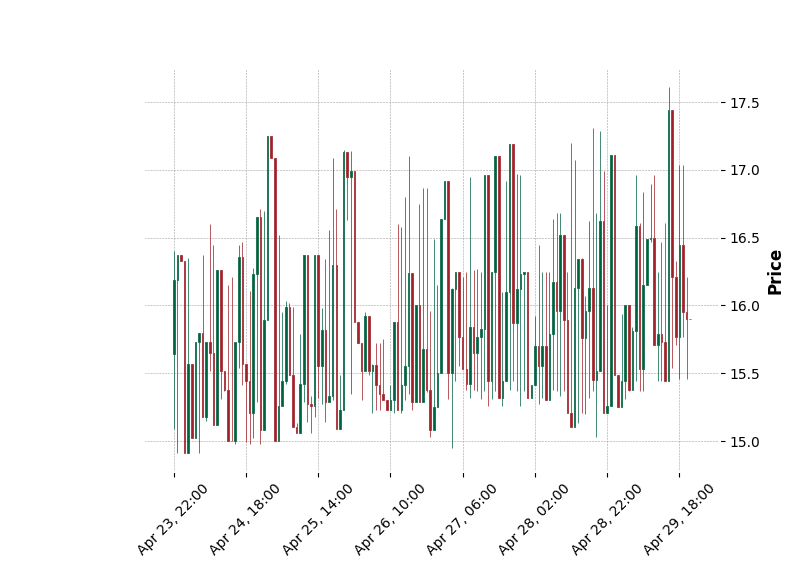 17.5
17.0
16.5
16.0
15.5
15.0
Price
Apr 23, 22:00
Apr 24, 18:00
Apr 25, 14:00
Apr 26, 10:00
Apr 27, 06:00
Apr 28, 02:00
Apr 28, 22:00
Apr 29, 18:00